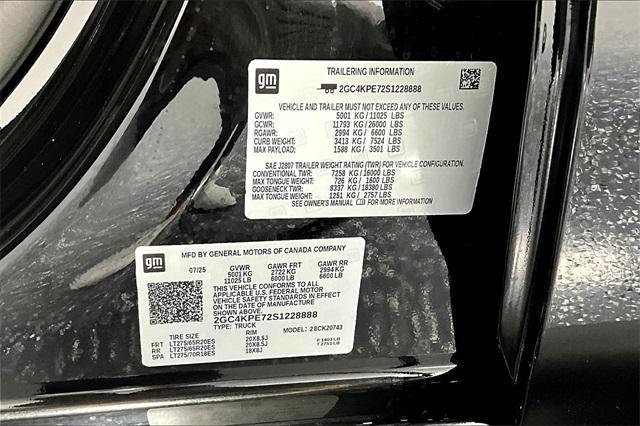 gm
TRAILERING INFORMATION
2GC4KPE72S1228888
VEHICLE AND TRAILER MUST NOT EXCEED ANY OF THESE VALUES.
GVWR: 5001 KG / 11025 LBS
GCWR: 11793 KG / 26000 LBS
RGAWR: 2994 KG / 6600 LBS
CURB WEIGHT: 3413 KG / 7524 LBS
MAX PAYLOAD: 1588 KG / 3501 LBS
SAE J2807 TRAILER WEIGHT RATING (TWR) FOR VEHICLE CONFIGURATION.
CONVENTIONAL TWR: 7258 KG / 16000 LBS
MAX TONGUE WEIGHT: 726 KG / 1600 LBS
GOOSENECK TWR: 8337 KG / 18380 LBS
MAX TONGUE WEIGHT: 1251 KG / 2757 LBS
SEE OWNER'S MANUAL FOR MORE INFORMATION
gm
MFD BY GENERAL MOTORS OF CANADA COMPANY
07/25 GVWR GAWR FRT GAWR RR
5001 KG 2722 KG 2994 KG
11025 LB 6000 LB 6600 LB
THIS VEHICLE CONFORMS TO ALL
APPLICABLE U.S. FEDERAL MOTOR
VEHICLE SAFETY STANDARDS IN EFFECT
ON THE DATE OF MANUFACTURE
SHOWN ABOVE.
2GC4KPE72S1228888
TYPE: TRUCK MODEL: 28CK20743
TIRE SIZE RIM
FRT LT275/65R20ES 20X8.5J F 1403 LB
RR LT275/65R20ES 20X8.5J r 2751 LB
SPA LT275/70R18ES 18X8J